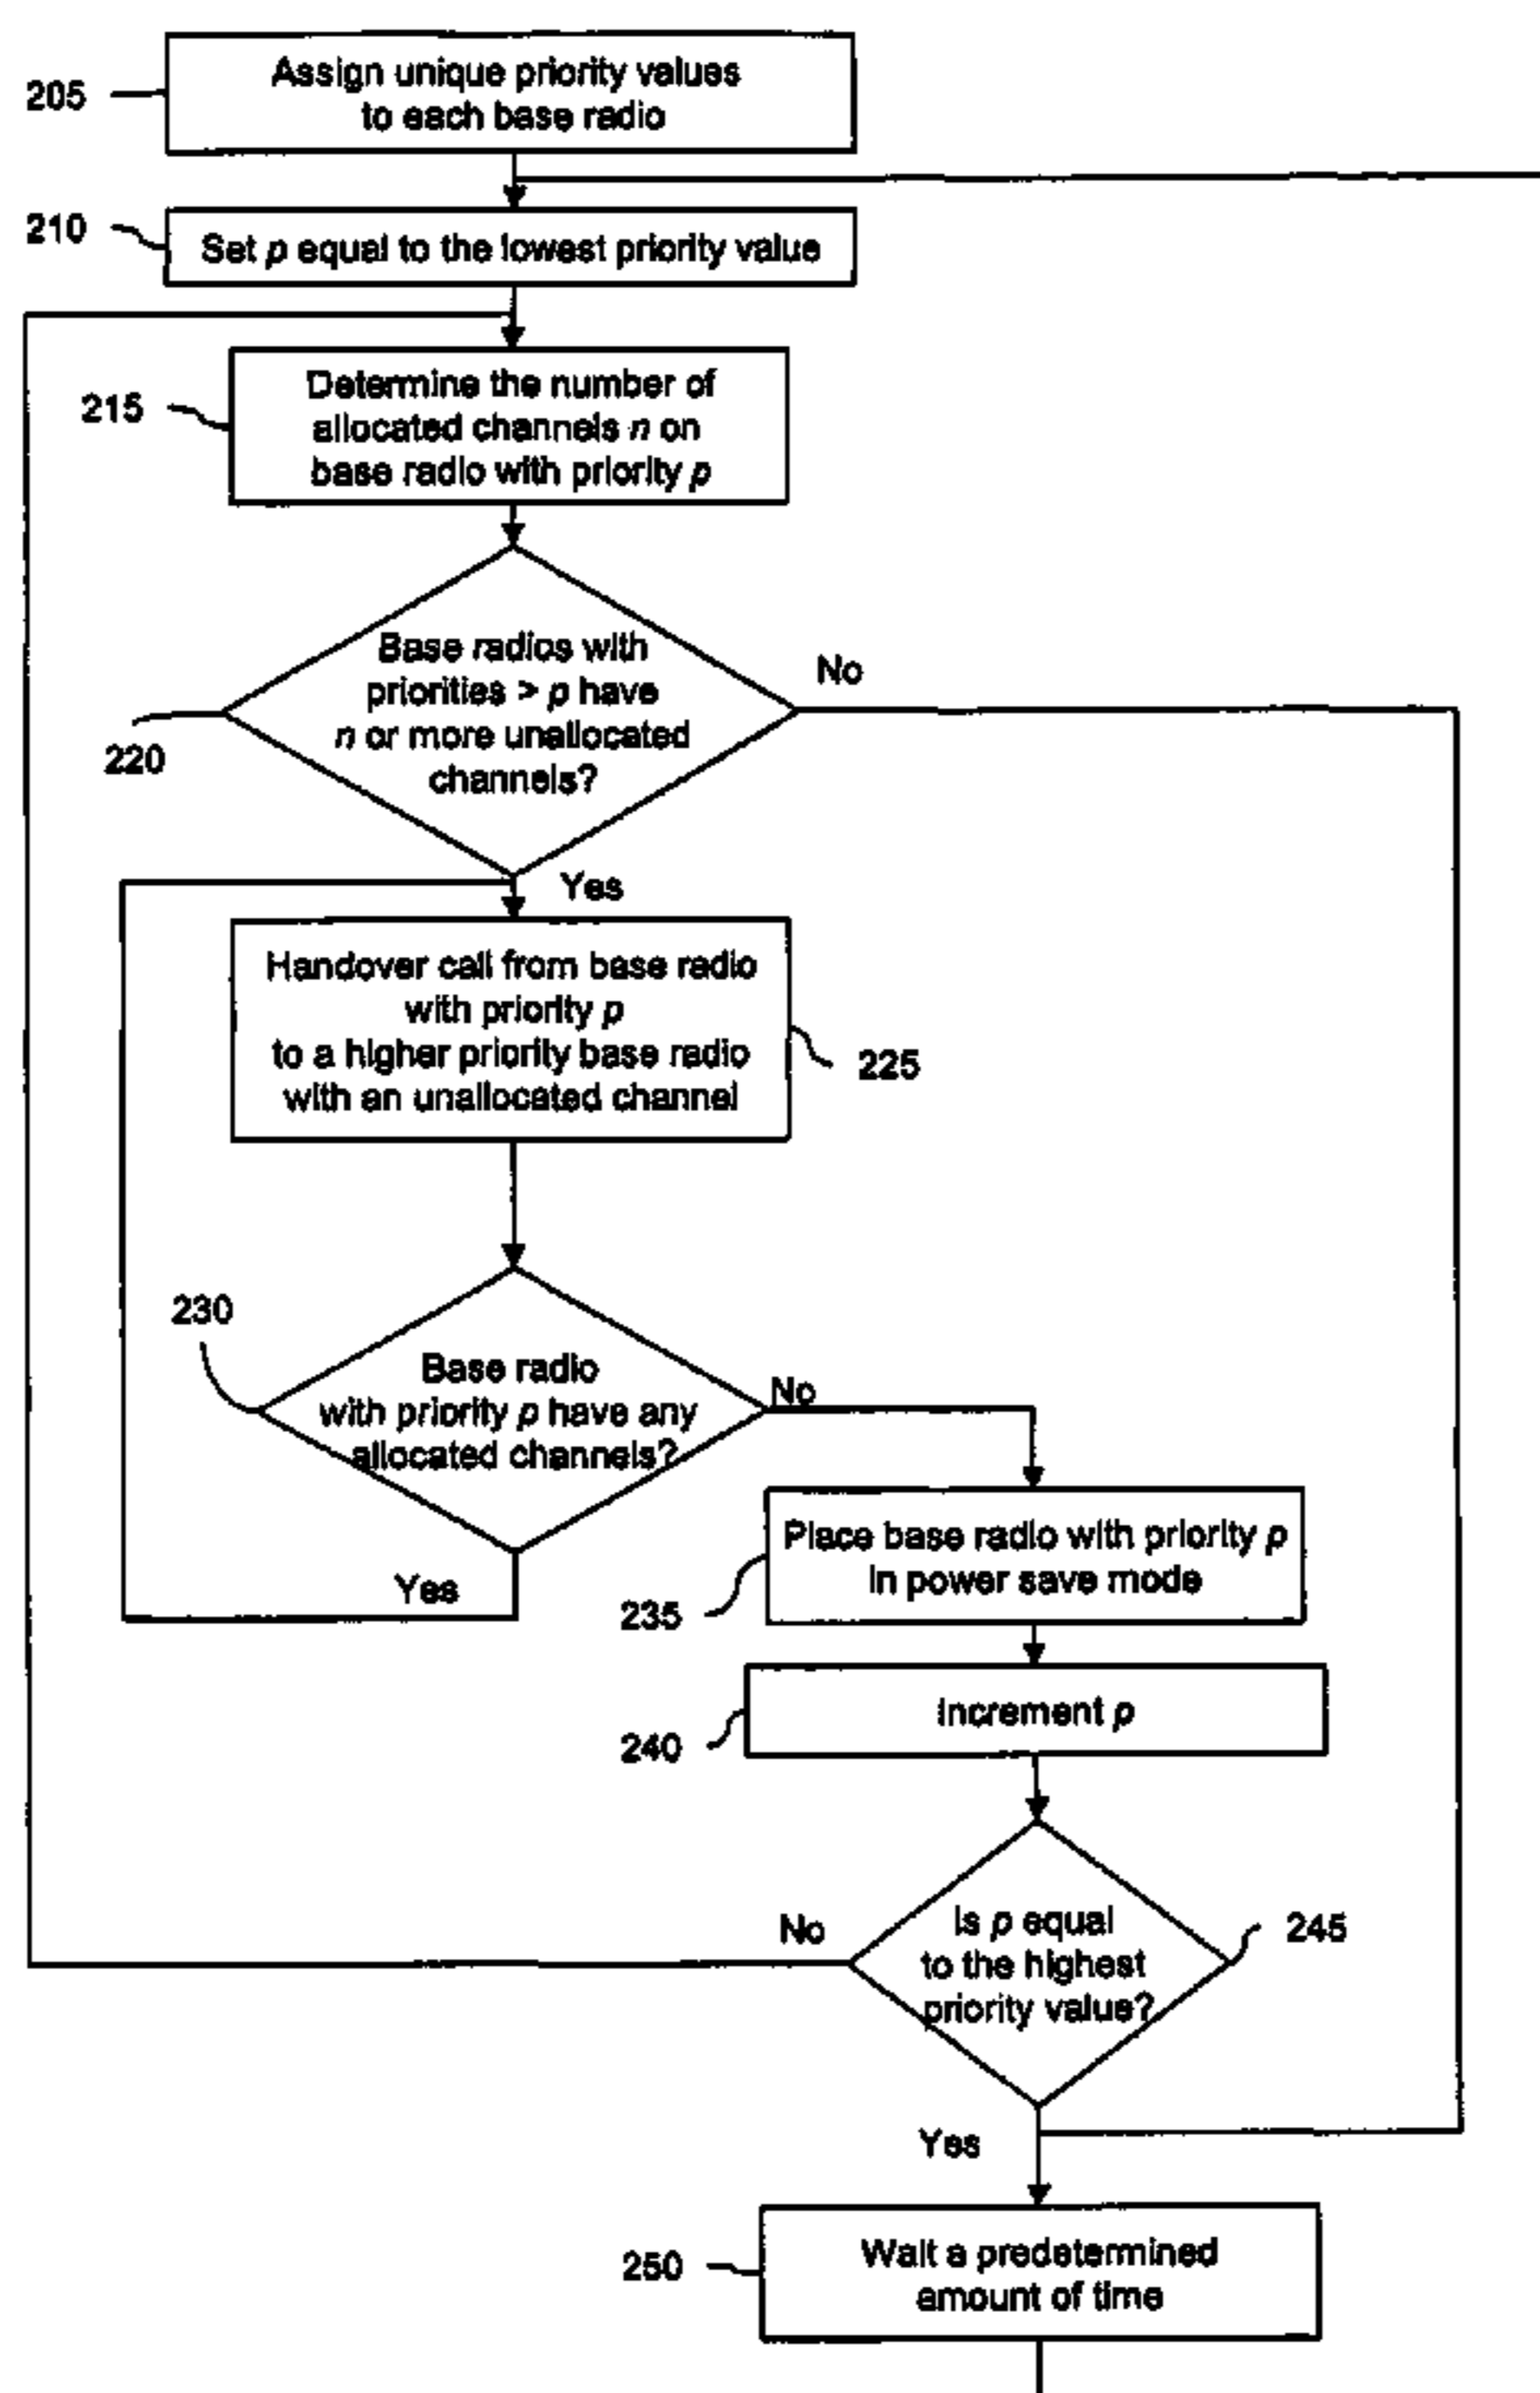 205
Assign unique priority values
to each base radio
210
Set p equal to the lowest priority value
215
Determine the number of
allocated channels n on
base radio with priority p
Base radios with
priorities > p have
n or more unallocated
channels?
No
220
Yes
Handover call from base radio
with priority p
to a higher priority base radio
with an unallocated channel
225
230
Base radio
with priority p have any
allocated channels?
No
Yes
Place base radio with priority p
in power save mode
235
Increment p
240
Is p equal
to the highest
priority value?
No
245
Yes
250
Wait a predetermined
amount of time